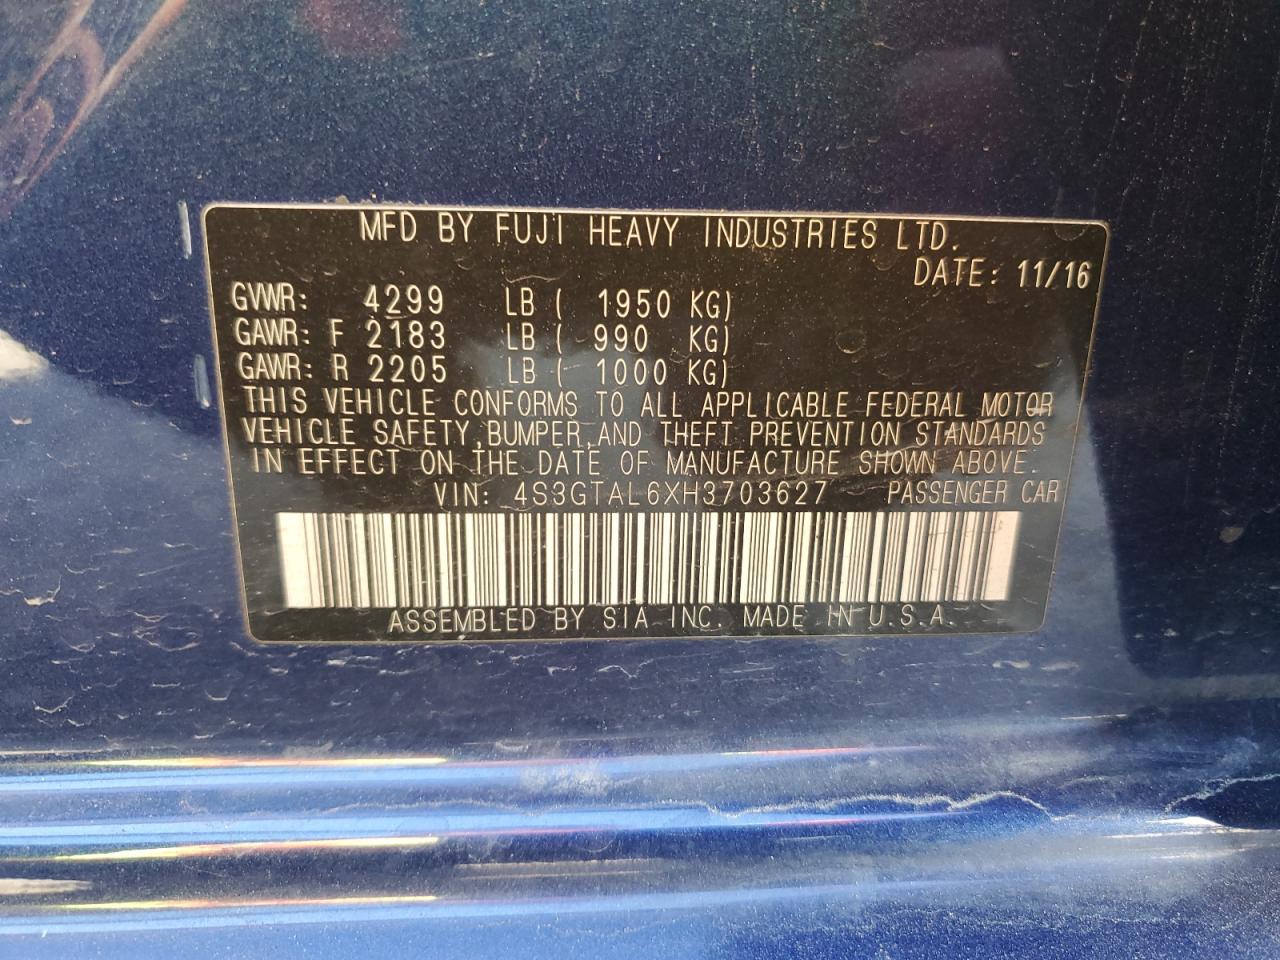 MFD BY FUJI HEAVY INDUSTRIES LTD.
DATE: 11/16
GVWR: 4299 LB ( 1950 KG)
GAWR: F 2183 LB ( 990 KG)
GAWR: R 2205 LB ( 1000 KG)
THIS VEHICLE CONFORMS TO ALL APPLICABLE FEDERAL MOTOR
VEHICLE SAFETY,BUMPER,AND THEFT PREVENTION STANDARDS
IN EFFECT ON THE DATE OF MANUFACTURE SHOWN ABOVE.
VIN: 4S3GTAL6XH3703627 PASSENGER CAR
ASSEMBLED BY SIA INC. MADE IN U.S.A.